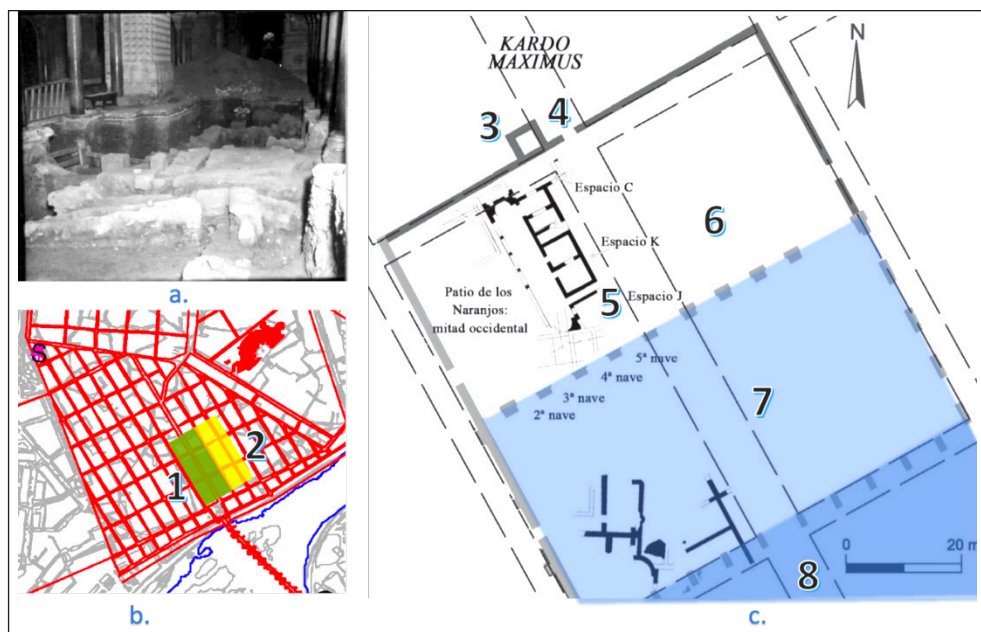 a.
S
1
2
b.
KARDO
MAXIMUS
N
3
4
Espacio C
6
Espacio K
Patio de los
Naranjos:
mitad occidental
5
Espacio J
5ª nave
4ª nave
3ª nave
2ª nave
7
0
20 m
8
c.